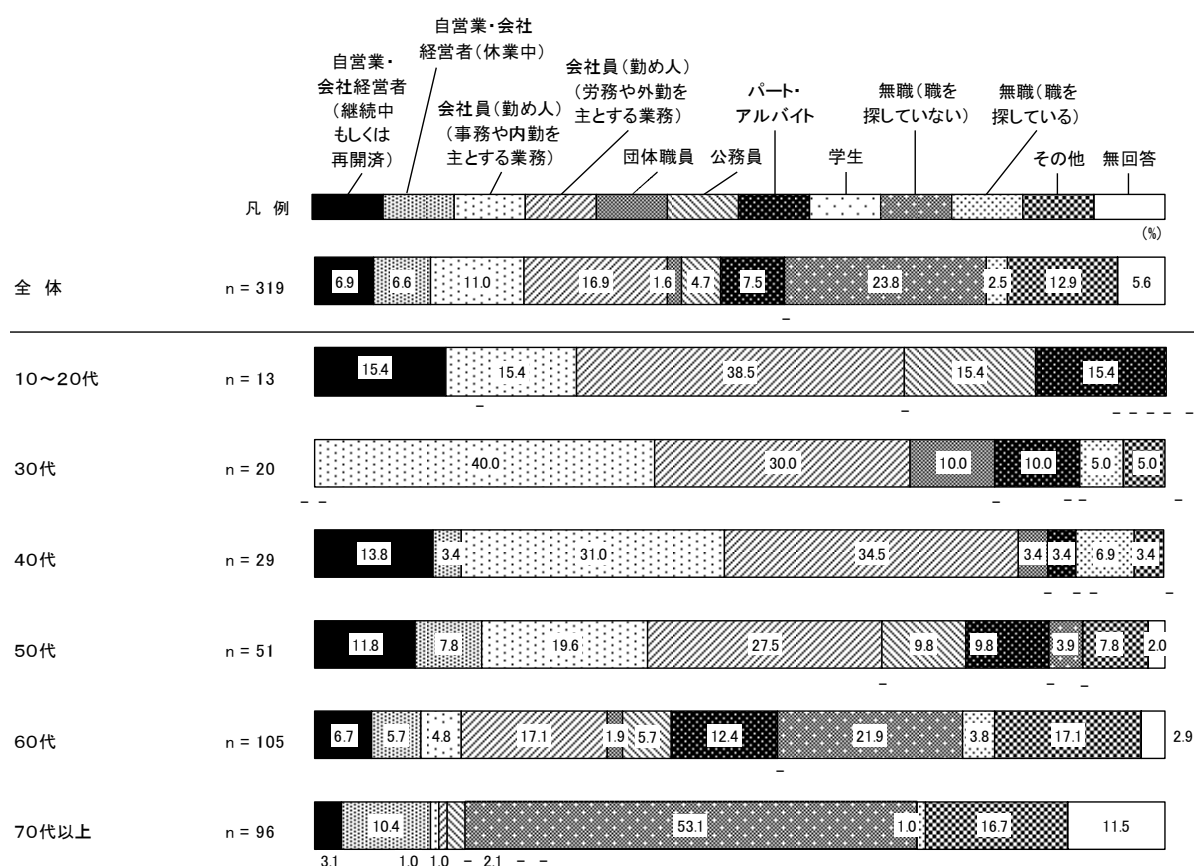 自営業・
会社経営者
(継続中
もしくは
再開済)
自営業・会社
経営者(休業中)
会社員(勤め人)
(事務や内勤を
主とする業務)
会社員(勤め人)
(労務や外勤を
主とする業務)
団体職員
公務員
パート・
アルバイト
学生
無職(職を
探していない)
無職(職を
探している)
その他
無回答
凡 例
(%)
全 体 n = 319 6.9 6.6 11.0 16.9 1.6 4.7 7.5 23.8 2.5 12.9 5.6
-
10~20代 n = 13 15.4 15.4 38.5 15.4 15.4
- - - - - - -
30代 n = 20 40.0 30.0 10.0 10.0 5.0 5.0
- - - - - -
40代 n = 29 13.8 3.4 31.0 34.5 3.4 3.4 6.9 3.4
- - - -
50代 n = 51 11.8 7.8 19.6 27.5 9.8 9.8 3.9 7.8 2.0
- - -
60代 n = 105 6.7 5.7 4.8 17.1 1.9 5.7 12.4 21.9 3.8 17.1 2.9
-
70代以上 n = 96 10.4 53.1 1.0 16.7 11.5
3.1 1.0 1.0 - 2.1 - -